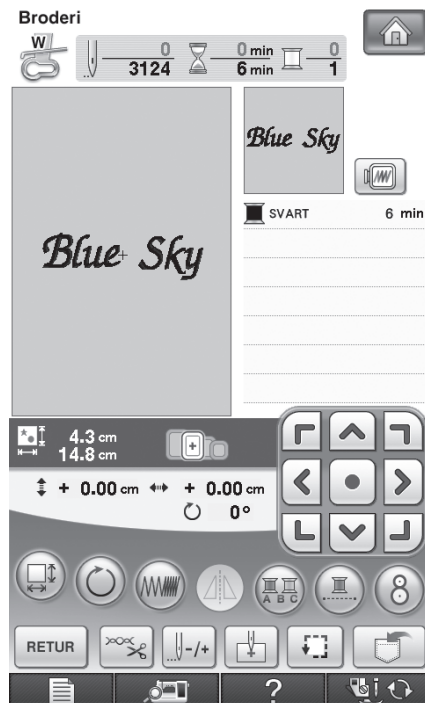 Broderi
W
0 0 min 0
3124 6 min 1
Blue Sky
SVART 6 min
Blue Sky
4.3 cm
14.8 cm
+ 0.00 cm + 0.00 cm
0°
A B C
8
RETUR
-/+
?